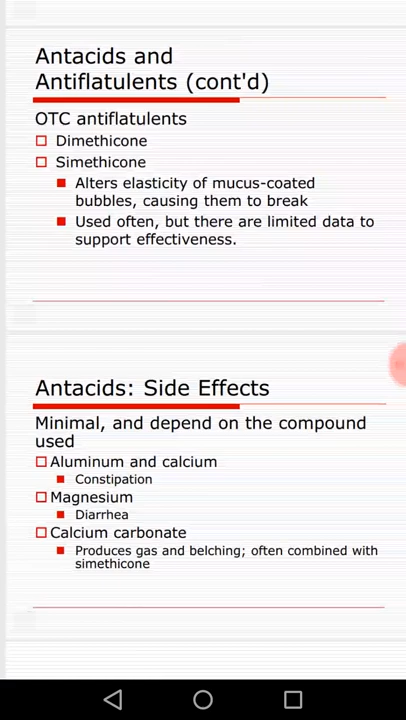 Antacids and
Antiflatulents (cont'd)
OTC antiflatulents
Dimethicone
Simethicone
Alters elasticity of mucus-coated
bubbles, causing them to break
Used often, but there are limited data to
support effectiveness.
Antacids: Side Effects
Minimal, and depend on the compound
used
Aluminum and calcium
Constipation
Magnesium
Diarrhea
Calcium carbonate
Produces gas and belching; often combined with
simethicone